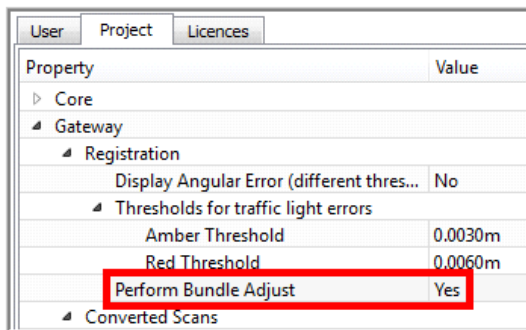 User Project Licences
Property Value
Core
Gateway
Registration
Display Angular Error (different thres... No
Thresholds for traffic light errors
Amber Threshold 0.0030m
Red Threshold 0.0060m
Perform Bundle Adjust Yes
Converted Scans